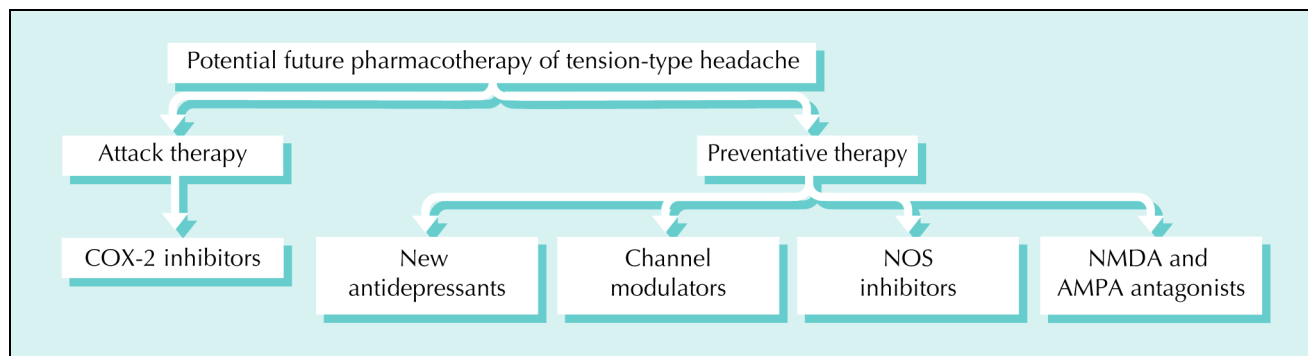 Potential future pharmacotherapy of tension-type headache
Attack therapy
Preventative therapy
COX-2 inhibitors
New
antidepressants
Channel
modulators
NOS
inhibitors
NMDA and
AMPA antagonists